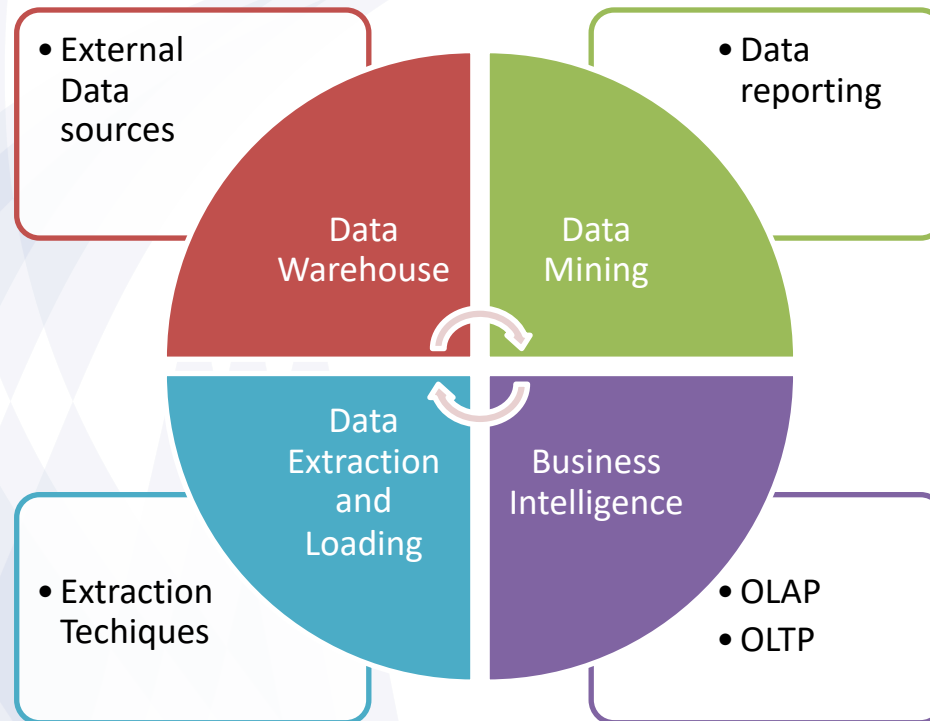 • External
Data
sources
• Data
reporting
Data
Warehouse
Data
Mining
Data
Extraction
and
Loading
Business
Intelligence
• Extraction
Techiques
• OLAP
• OLTP